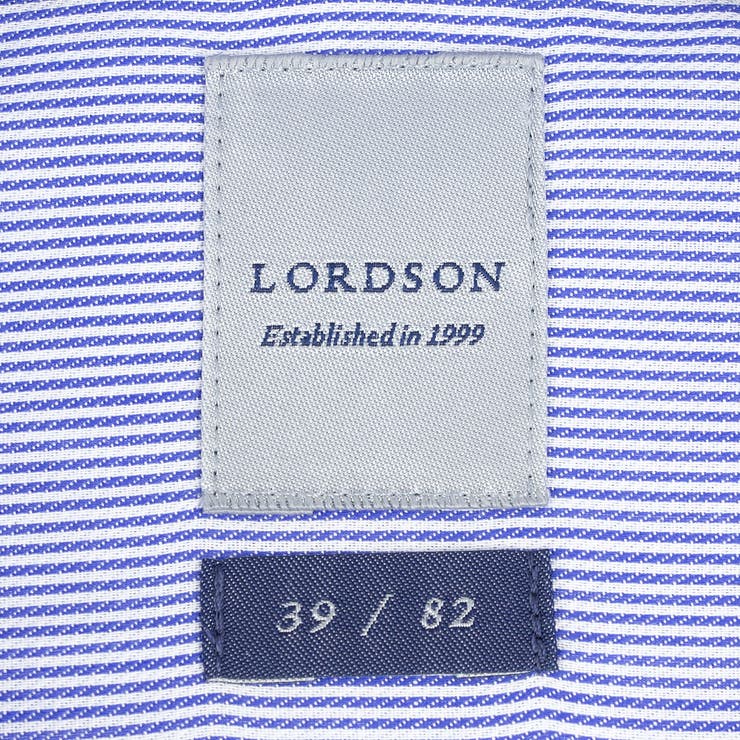 LORDSON
Established in 1999
39 / 82